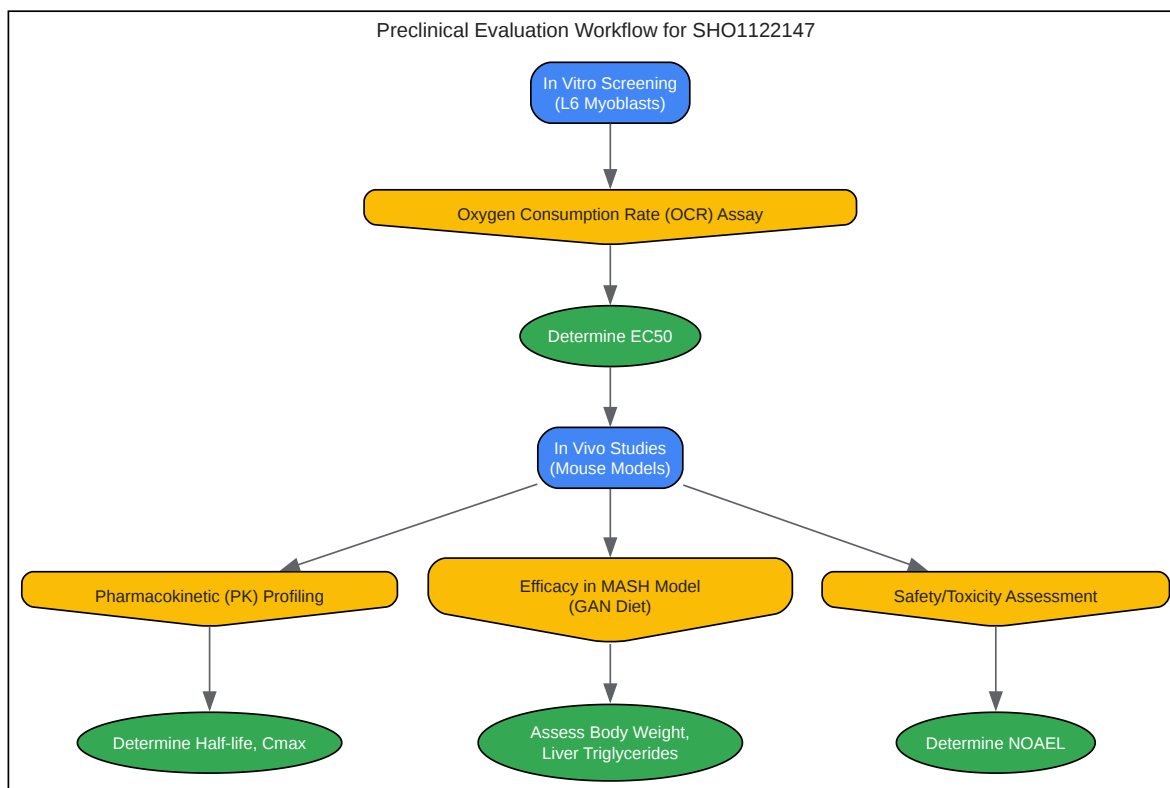 Preclinical Evaluation Workflow for SHO1122147
In Vitro Screening
(L6 Myoblasts)
Oxygen Consumption Rate (OCR) Assay
Determine EC50
In Vivo Studies
(Mouse Models)
Pharmacokinetic (PK) Profiling
Efficacy in MASH Model
(GAN Diet)
Safety/Toxicity Assessment
Determine Half-life, Cmax
Assess Body Weight,
Liver Triglycerides
Determine NOAEL